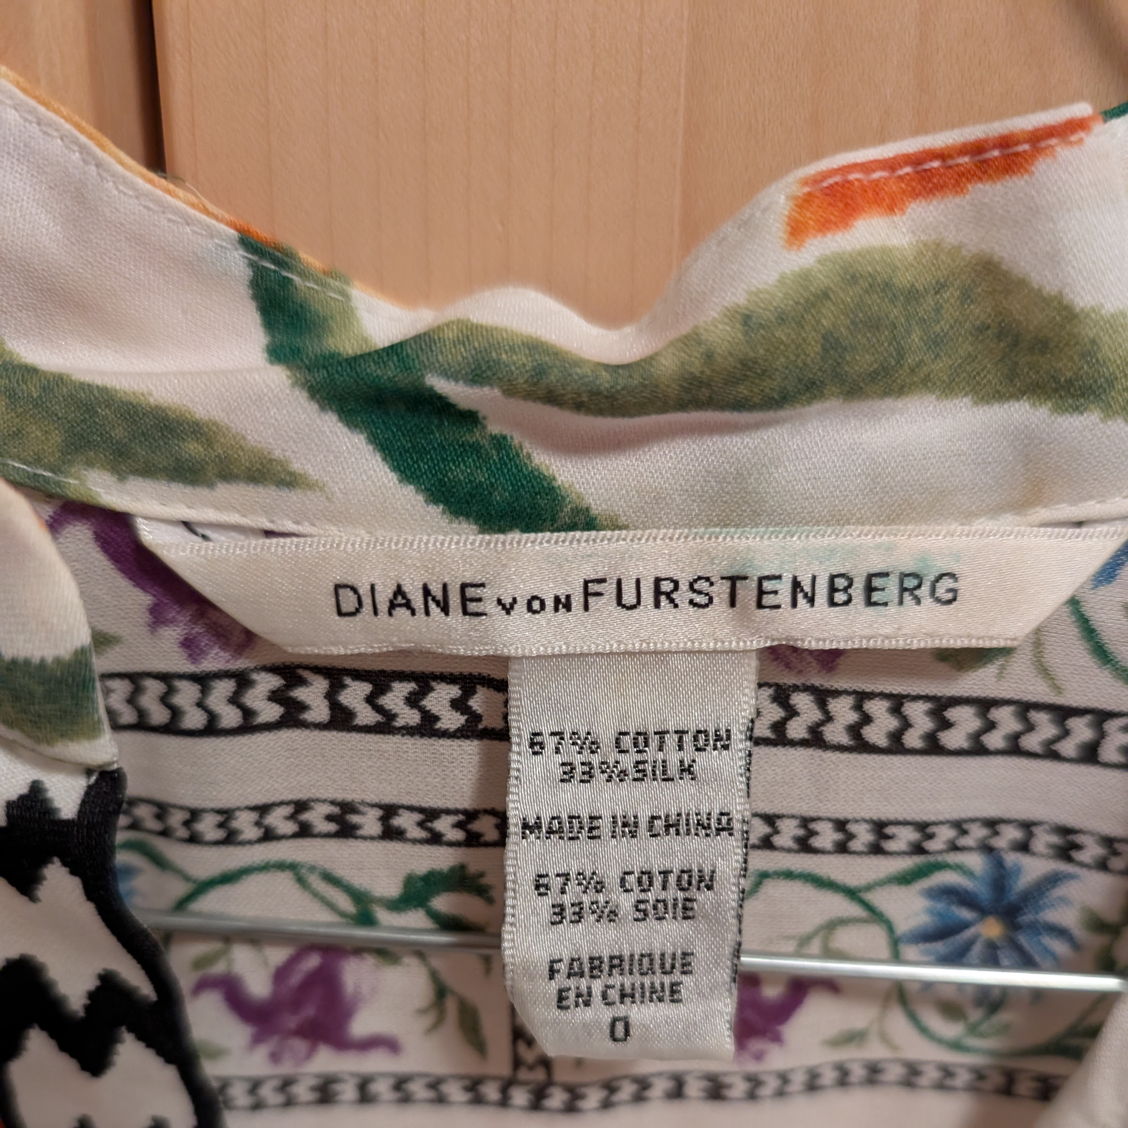 DIANE von FURSTENBERG
67% COTTON
33% SILK
MADE IN CHINA
67% COTON
33% SOIE
FABRIQUE
EN CHINE
0